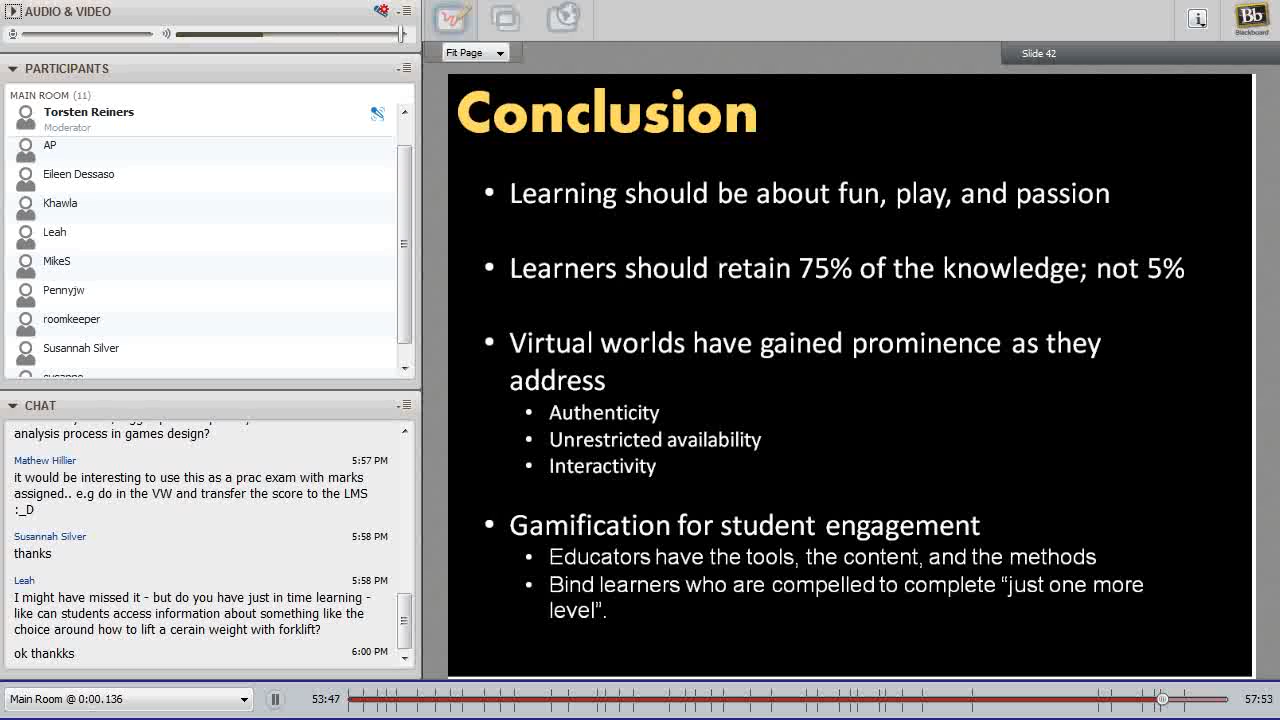 AUDIO & VIDEO
PARTICIPANTS
MAIN ROOM (11)
Torsten Reiners
Moderator
AP
Eileen Dessaso
Khawla
Leah
MikeS
Pennyjw
roomkeeper
Susannah Silver
susanne
CHAT
analysis process in games design?
Mathew Hillier 5:57 PM
it would be interesting to use this as a prac exam with marks
assigned.. e.g do in the VW and transfer the score to the LMS
:_D
Susannah Silver 5:58 PM
thanks
Leah 5:58 PM
I might have missed it - but do you have just in time learning -
like can students access information about something like the
choice around how to lift a cerain weight with forklift?
ok thankks 6:00 PM
Main Room @ 0:00.136
53:47
57:53
Fit Page
Slide 42
Bb
Blackboard
Conclusion
• Learning should be about fun, play, and passion
• Learners should retain 75% of the knowledge; not 5%
• Virtual worlds have gained prominence as they
address
• Authenticity
• Unrestricted availability
• Interactivity
• Gamification for student engagement
• Educators have the tools, the content, and the methods
• Bind learners who are compelled to complete “just one more
level”.